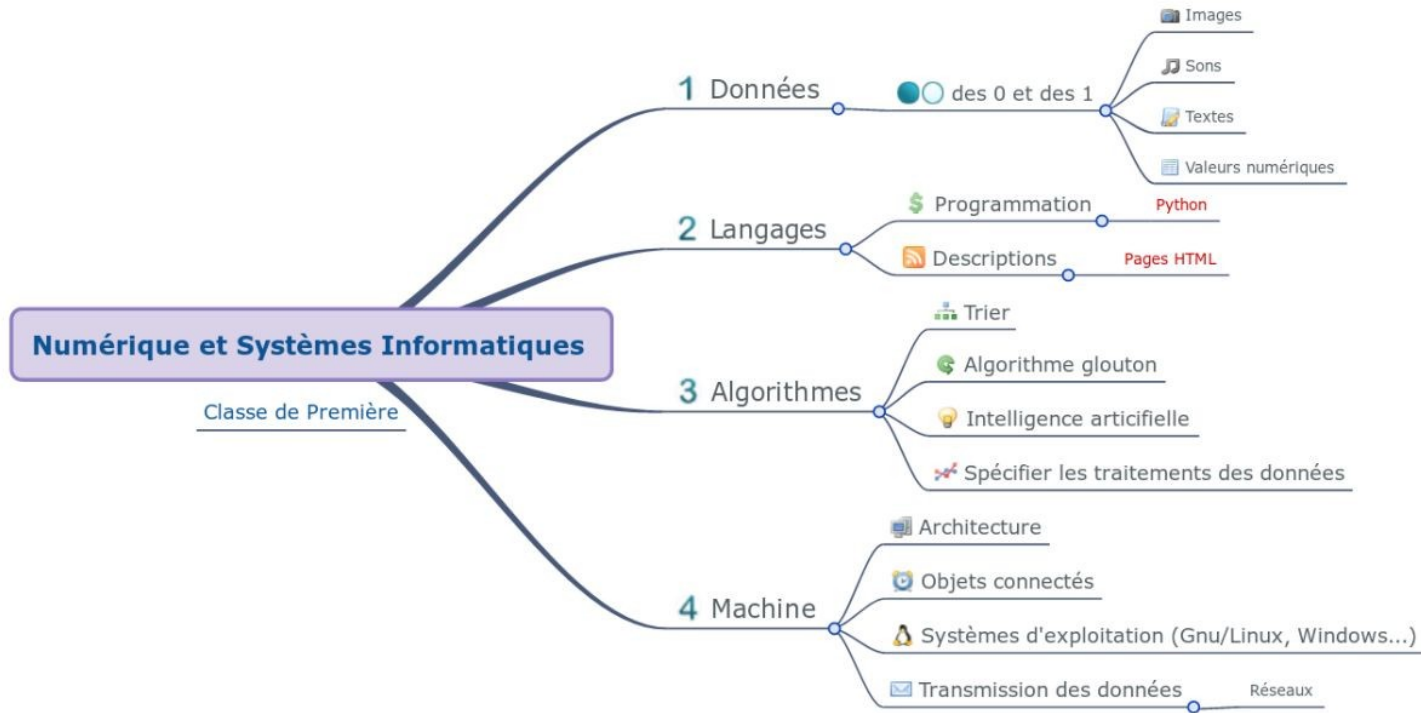 Numérique et Systèmes Informatiques
Classe de Première
1 Données
des 0 et des 1
Images
Sons
Textes
Valeurs numériques
2 Langages
Programmation
Python
Descriptions
Pages HTML
3 Algorithmes
Trier
Algorithme glouton
Intelligence articifielle
Spécifier les traitements des données
4 Machine
Architecture
Objets connectés
Systèmes d'exploitation (Gnu/Linux, Windows...)
Transmission des données
Réseaux